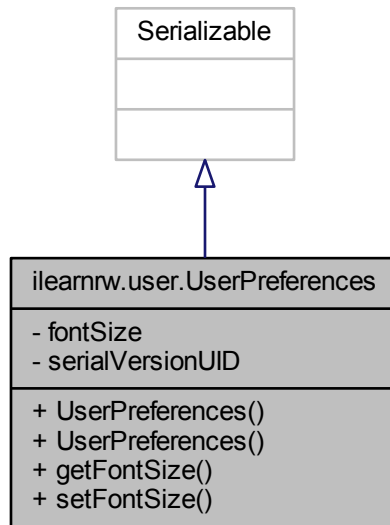 Serializable
ilearnrw.user.UserPreferences
- fontSize
- serialVersionUID
+ UserPreferences()
+ UserPreferences()
+ getFontSize()
+ setFontSize()